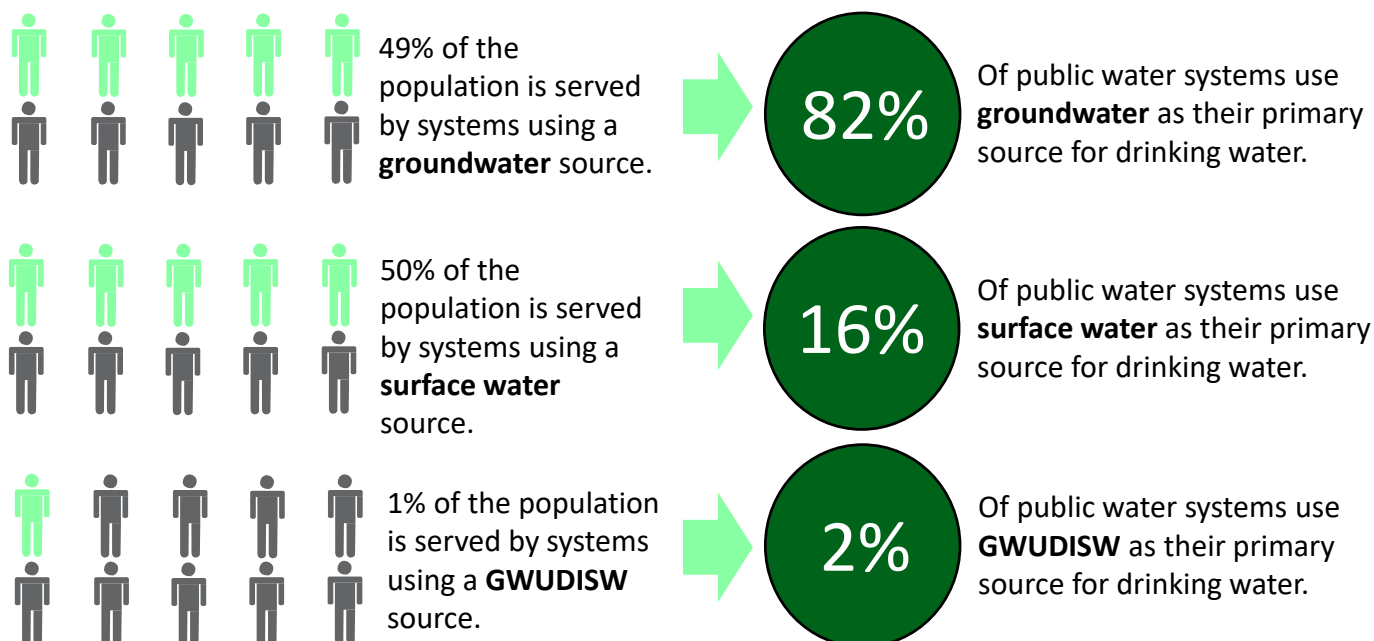 49% of the
population is served
by systems using a
groundwater source.
82%
Of public water systems use
groundwater as their primary
source for drinking water.
50% of the
population is served
by systems using a
surface water
source.
16%
Of public water systems use
surface water as their primary
source for drinking water.
1% of the population
is served by systems
using a GWUDISW
source.
2%
Of public water systems use
GWUDISW as their primary
source for drinking water.